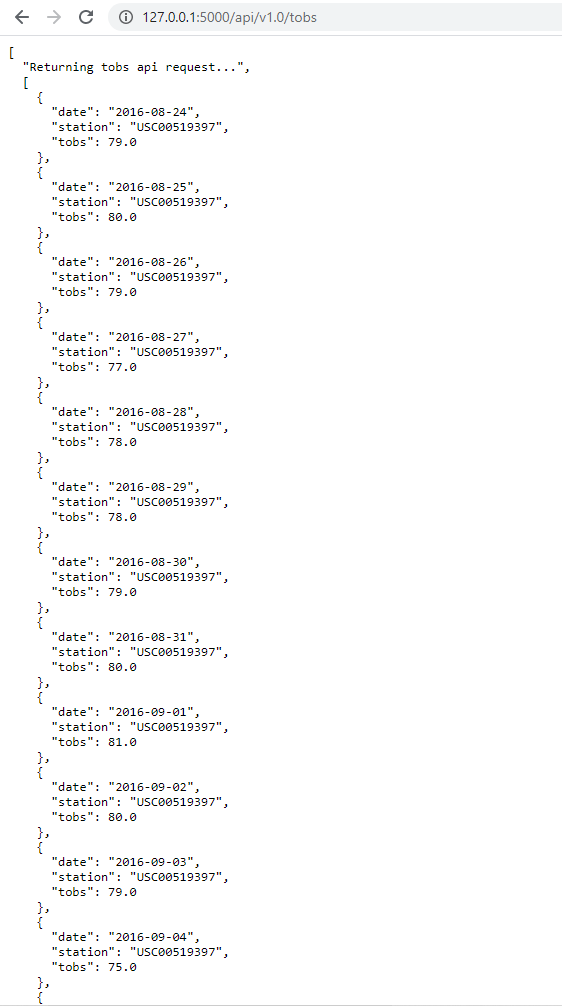 127.0.0.1:5000/api/v1.0/tobs
[
  "Returning tobs api request...",
  [
    {
      "date": "2016-08-24",
      "station": "USC00519397",
      "tobs": 79.0
    },
    {
      "date": "2016-08-25",
      "station": "USC00519397",
      "tobs": 80.0
    },
    {
      "date": "2016-08-26",
      "station": "USC00519397",
      "tobs": 79.0
    },
    {
      "date": "2016-08-27",
      "station": "USC00519397",
      "tobs": 77.0
    },
    {
      "date": "2016-08-28",
      "station": "USC00519397",
      "tobs": 78.0
    },
    {
      "date": "2016-08-29",
      "station": "USC00519397",
      "tobs": 78.0
    },
    {
      "date": "2016-08-30",
      "station": "USC00519397",
      "tobs": 79.0
    },
    {
      "date": "2016-08-31",
      "station": "USC00519397",
      "tobs": 80.0
    },
    {
      "date": "2016-09-01",
      "station": "USC00519397",
      "tobs": 81.0
    },
    {
      "date": "2016-09-02",
      "station": "USC00519397",
      "tobs": 80.0
    },
    {
      "date": "2016-09-03",
      "station": "USC00519397",
      "tobs": 79.0
    },
    {
      "date": "2016-09-04",
      "station": "USC00519397",
      "tobs": 75.0
    },
    {